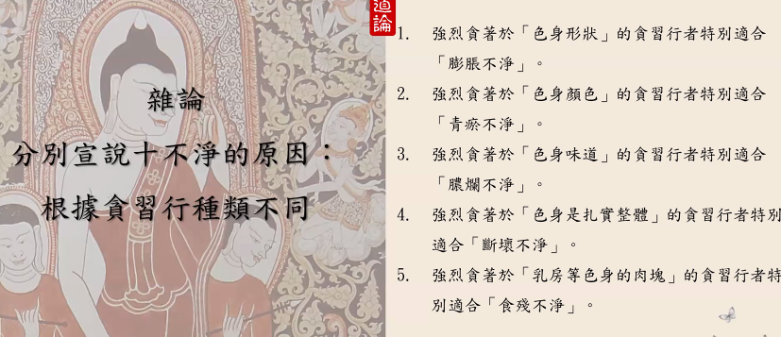 道論
雜論
分別宣說十不淨的原因：
根據貪習行種類不同
1. 強烈貪著於「色身形狀」的貪習行者特別適合
「膨脹不淨」。
2. 強烈貪著於「色身顏色」的貪習行者特別適合
「青瘀不淨」。
3. 強烈貪著於「色身味道」的貪習行者特別適合
「膿爛不淨」。
4. 強烈貪著於「色身是扎實整體」的貪習行者特別
適合「斷壞不淨」。
5. 強烈貪著於「乳房等色身的肉塊」的貪習行者特
別適合「食殘不淨」。